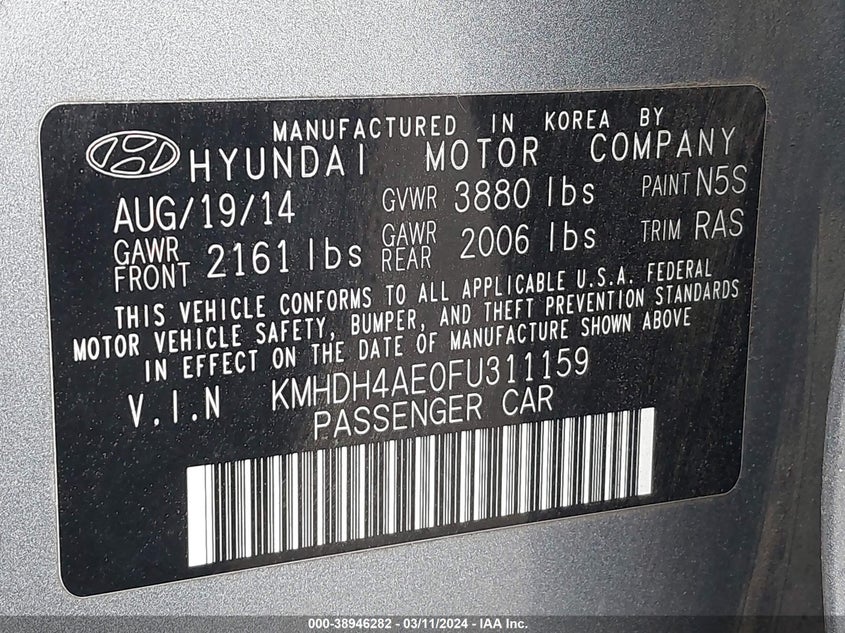 MANUFACTURED IN KOREA BY
HYUNDAI MOTOR COMPANY
AUG/19/14 GVWR 3880 lbs PAINT N5S
GAWR FRONT 2161 lbs GAWR REAR 2006 lbs TRIM RAS
THIS VEHICLE CONFORMS TO ALL APPLICABLE U.S.A. FEDERAL
MOTOR VEHICLE SAFETY, BUMPER, AND THEFT PREVENTION STANDARDS
IN EFFECT ON THE DATE OF MANUFACTURE SHOWN ABOVE
V.I.N KMHDH4AE0FU311159
PASSENGER CAR
000-38946282 - 03/11/2024 - IAA Inc.